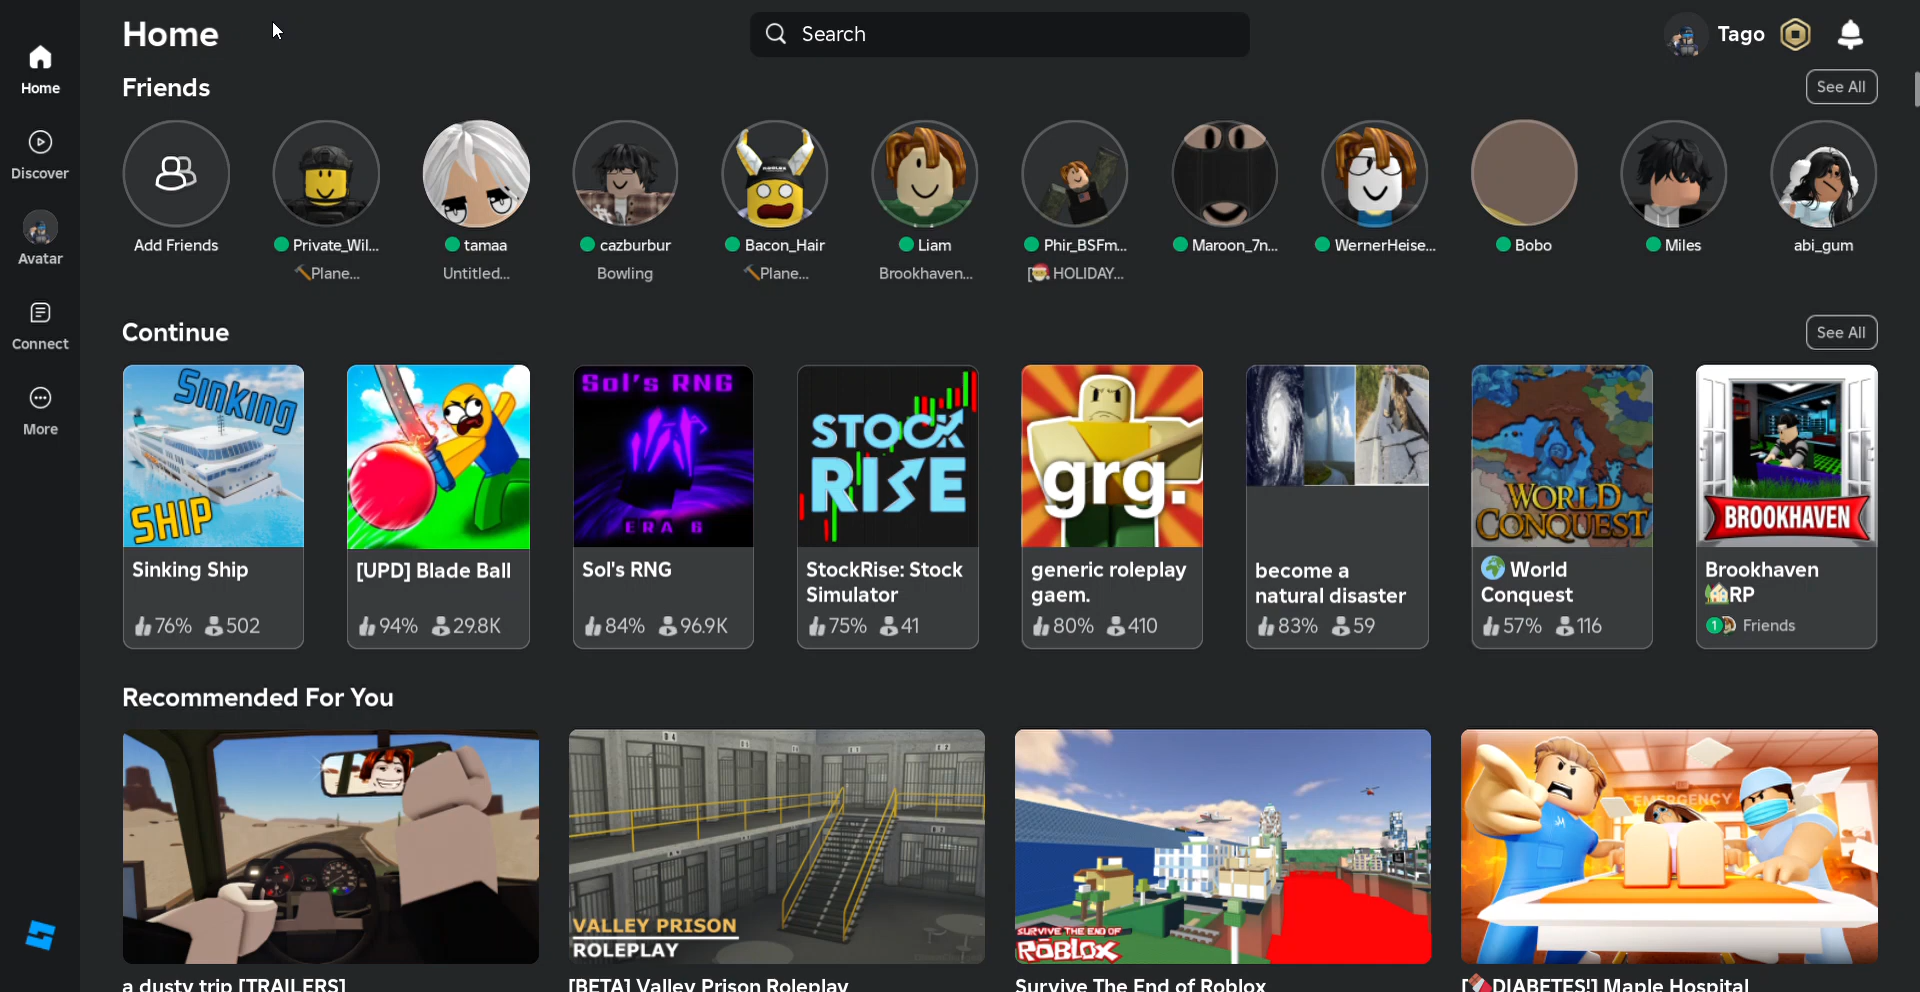 Home
Search
Tago
Home
Discover
Avatar
Connect
More
Friends
See All
Add Friends
Private_Wil...
🔨Plane...
tamaa
Untitled...
cazburbur
Bowling
Bacon_Hair
🔨Plane...
Liam
Brookhaven...
Phir_BSFm...
[🎅HOLIDAY...
Maroon_7n...
WernerHeise...
Bobo
Miles
abi_gum
Continue
See All
SINKING
SHIP
Sinking Ship
76% 502
[UPD] Blade Ball
94% 29.8K
Sol's RNG
ERA 6
Sol's RNG
84% 96.9K
STOCK
RISE
StockRise: Stock
Simulator
75% 41
grg.
generic roleplay
gaem.
80% 410
become a
natural disaster
83% 59
WORLD
CONQUEST
🌍 World
Conquest
57% 116
BROOKHAVEN
Brookhaven
🏡RP
1 Friends
Recommended For You
a dusty trip [TRAILERS]
VALLEY PRISON
ROLEPLAY
[BETA] Valley Prison Roleplay
SURVIVE THE END OF
ROBLOX
Survive The End of Roblox
EMERGENCY
[🍫DIABETES!] Maple Hospital